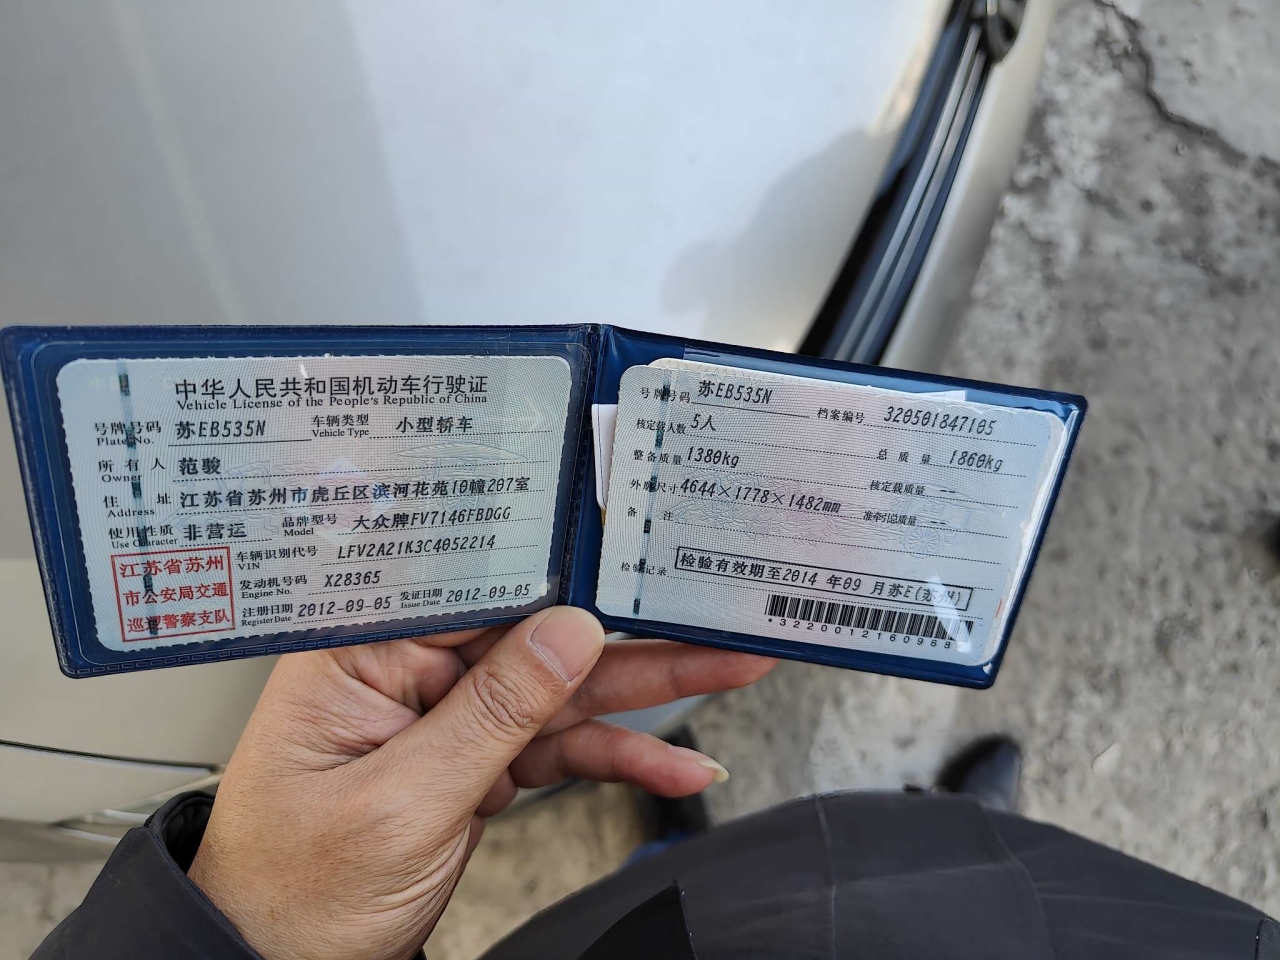 中华人民共和国机动车行驶证
Vehicle License of the People's Republic of China
号牌号码 苏EB535N 车辆类型 小型轿车
Plate No. Vehicle Type
所有人 范骏
Owner
住址 江苏省苏州市虎丘区滨河花苑10幢207室
Address
使用性质 非营运 品牌型号 大众牌FV7146FBDGG
Use Character Model
江苏省苏州
市公安局交通
巡逻警察支队
车辆识别代号 LFV2A21K3C4052214
VIN
发动机号码 X28365
Engine No.
注册日期 2012-09-05 发证日期 2012-09-05
Register Date Issue Date
号牌号码 苏EB535N 档案编号 320501847105
核定载人数 5人 总质量 1860kg
整备质量 1380kg 核定载质量 --
外廓尺寸 4644×1778×1482mm 准牵引总质量 --
备注
检验记录 检验有效期至2014年09月苏E(苏州)
*3220012160968